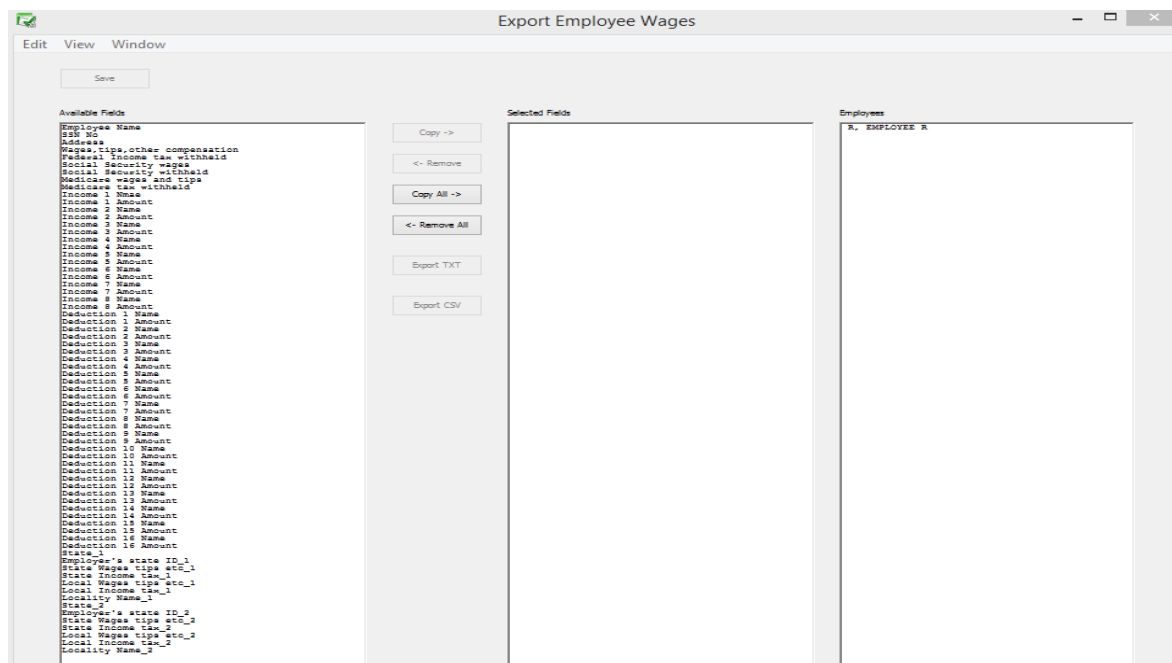 Export Employee Wages
Edit View Window
Save
Available Fields
Employee Name
SSN No
Address
Wages,tips,other compensation
Federal Income tax withheld
Social Security wages
Social Security withheld
Medicare wages and tips
Medicare tax withheld
Income 1 Nmae
Income 1 Amount
Income 2 Name
Income 2 Amount
Income 3 Name
Income 3 Amount
Income 4 Name
Income 4 Amount
Income 5 Name
Income 5 Amount
Income 6 Name
Income 6 Amount
Income 7 Name
Income 7 Amount
Income 8 Name
Income 8 Amount
Deduction 1 Name
Deduction 1 Amount
Deduction 2 Name
Deduction 2 Amount
Deduction 3 Name
Deduction 3 Amount
Deduction 4 Name
Deduction 4 Amount
Deduction 5 Name
Deduction 5 Amount
Deduction 6 Name
Deduction 6 Amount
Deduction 7 Name
Deduction 7 Amount
Deduction 8 Name
Deduction 8 Amount
Deduction 9 Name
Deduction 9 Amount
Deduction 10 Name
Deduction 10 Amount
Deduction 11 Name
Deduction 11 Amount
Deduction 12 Name
Deduction 12 Amount
Deduction 13 Name
Deduction 13 Amount
Deduction 14 Name
Deduction 14 Amount
Deduction 15 Name
Deduction 15 Amount
Deduction 16 Name
Deduction 16 Amount
State_1
Employer's state ID_1
State Wages tips etc_1
State Income tax_1
Local Wages tips etc_1
Local Income tax_1
Locality Name_1
State_2
Employer's state ID_2
State Wages tips etc_2
State Income tax_2
Local Wages tips etc_2
Local Income tax_2
Locality Name_2
Copy ->
<- Remove
Copy All ->
<- Remove All
Export TXT
Export CSV
Selected Fields
Employees
R, EMPLOYEE R